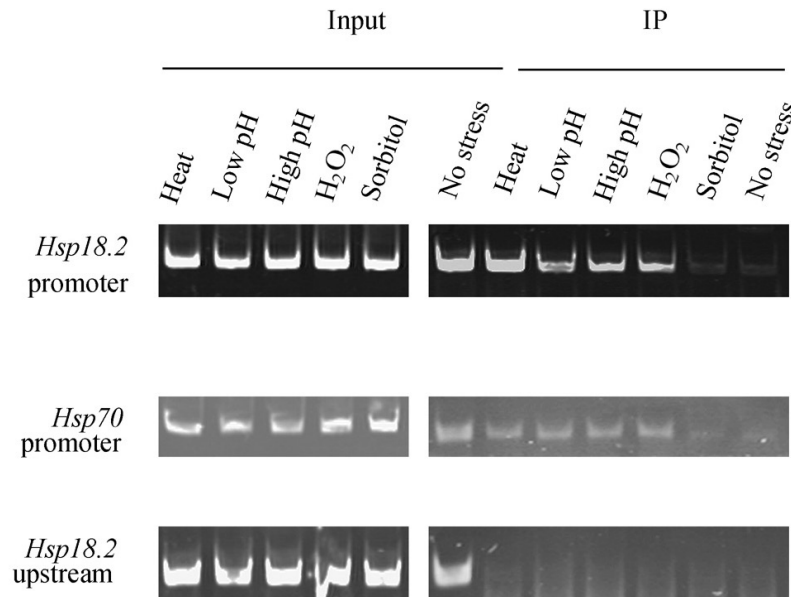 Input IP
Heat Low pH High pH H₂O₂ Sorbitol No stress Heat Low pH High pH H₂O₂ Sorbitol No stress
Hsp18.2
promoter
Hsp70
promoter
Hsp18.2
upstream